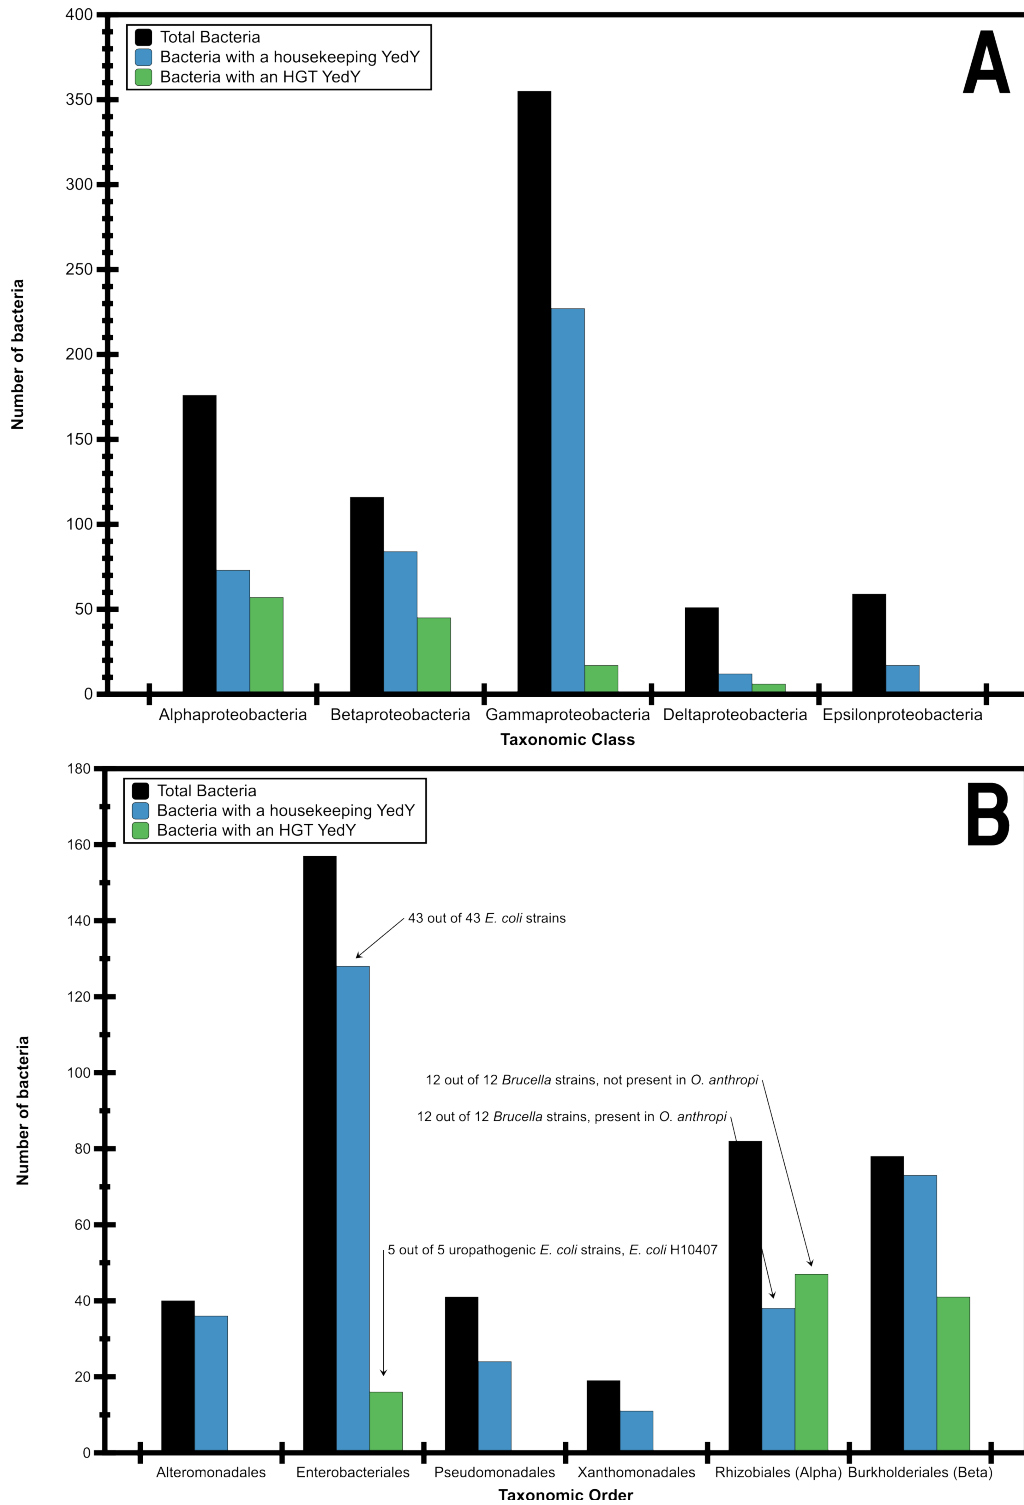 400
350
300
250
200
150
100
50
0
Number of bacteria
Total Bacteria
Bacteria with a housekeeping YedY
Bacteria with an HGT YedY
A
Alphaproteobacteria Betaproteobacteria Gammaproteobacteria Deltaproteobacteria Epsilonproteobacteria
Taxonomic Class
180
160
140
120
100
80
60
40
20
0
Number of bacteria
Total Bacteria
Bacteria with a housekeeping YedY
Bacteria with an HGT YedY
B
43 out of 43 E. coli strains
12 out of 12 Brucella strains, not present in O. anthropi
12 out of 12 Brucella strains, present in O. anthropi
5 out of 5 uropathogenic E. coli strains, E. coli H10407
Alteromonadales Enterobacteriales Pseudomonadales Xanthomonadales Rhizobiales (Alpha) Burkholderiales (Beta)
Taxonomic Order